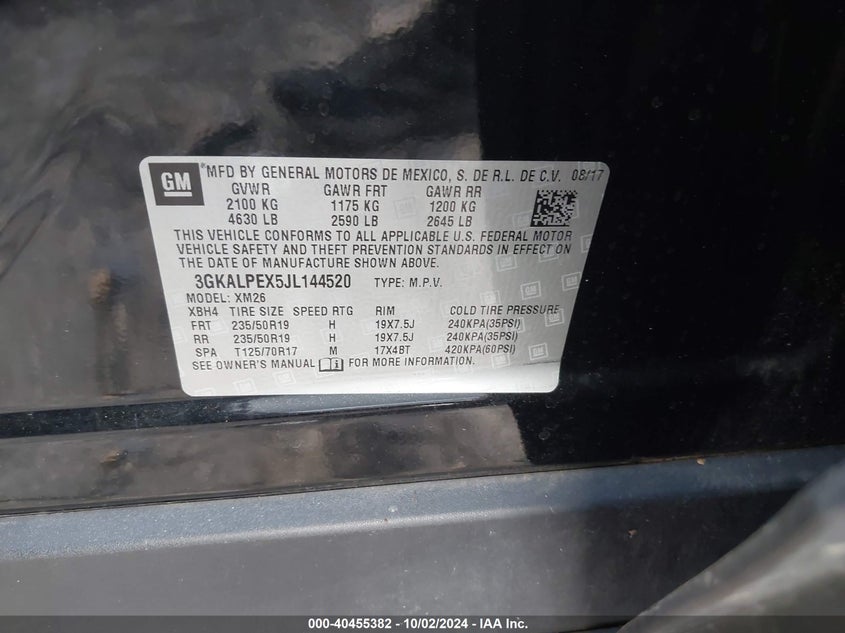 GM
*MFD BY GENERAL MOTORS DE MEXICO, S. DE R.L. DE C.V. 08/17
GVWR GAWR FRT GAWR RR
2100 KG 1175 KG 1200 KG
4630 LB 2590 LB 2645 LB
THIS VEHICLE CONFORMS TO ALL APPLICABLE U.S. FEDERAL MOTOR
VEHICLE SAFETY AND THEFT PREVENTION STANDARDS IN EFFECT ON
THE DATE OF MANUFACTURE SHOWN ABOVE.
3GKALPEX5JL144520 TYPE: M.P.V.
MODEL: XM26
XBH4 TIRE SIZE SPEED RTG RIM COLD TIRE PRESSURE
FRT 235/50R19 H 19X7.5J 240KPA(35PSI)
RR 235/50R19 H 19X7.5J 240KPA(35PSI)
SPA T125/70R17 M 17X4BT 420KPA(60PSI)
SEE OWNER'S MANUAL FOR MORE INFORMATION.
000-40455382 - 10/02/2024 - IAA Inc.